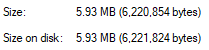 Size: 5.93 MB (6,220,854 bytes)
Size on disk: 5.93 MB (6,221,824 bytes)